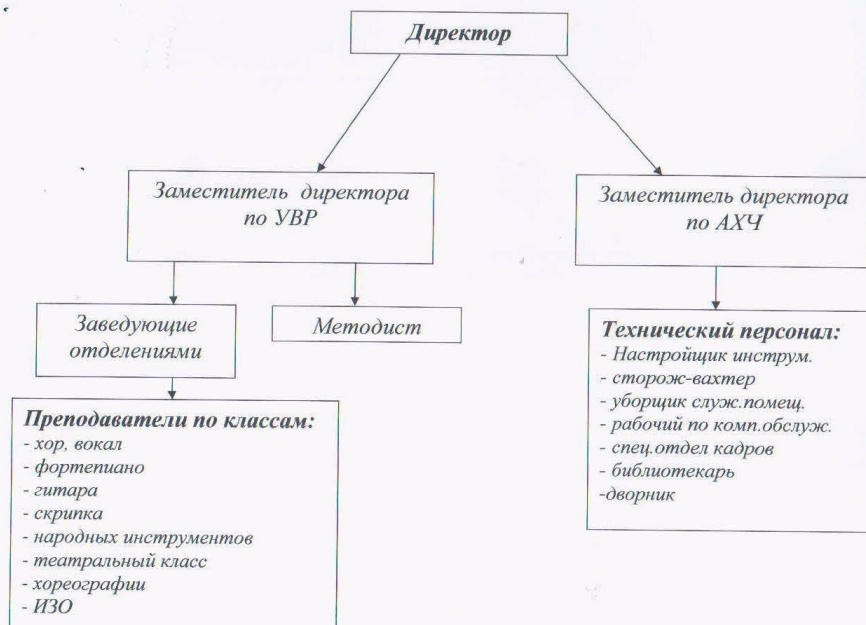 Директор
Заместитель директора
по УВР
Заместитель директора
по АХЧ
Заведующие
отделениями
Методист
Преподаватели по классам:
- хор, вокал
- фортепиано
- гитара
- скрипка
- народных инструментов
- театральный класс
- хореографии
- ИЗО
Технический персонал:
- Настройщик инструм.
- сторож-вахтер
- уборщик служ.помещ.
- рабочий по комп.обслуж.
- спец.отдел кадров
- библиотекарь
-дворник